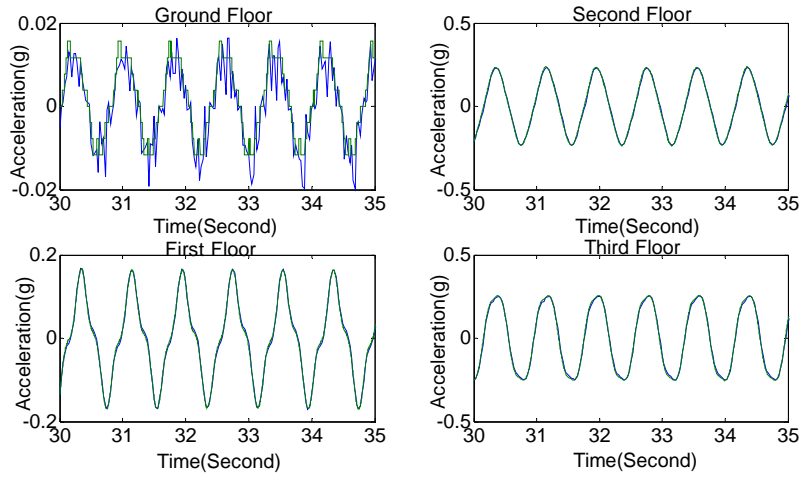 Ground Floor
Acceleration(g)
0.02
0
-0.02
30 31 32 33 34 35
Time(Second)
Second Floor
Acceleration(g)
0.5
0
-0.5
30 31 32 33 34 35
Time(Second)
First Floor
Acceleration(g)
0.2
0
-0.2
30 31 32 33 34 35
Time(Second)
Third Floor
Acceleration(g)
0.5
0
-0.5
30 31 32 33 34 35
Time(Second)